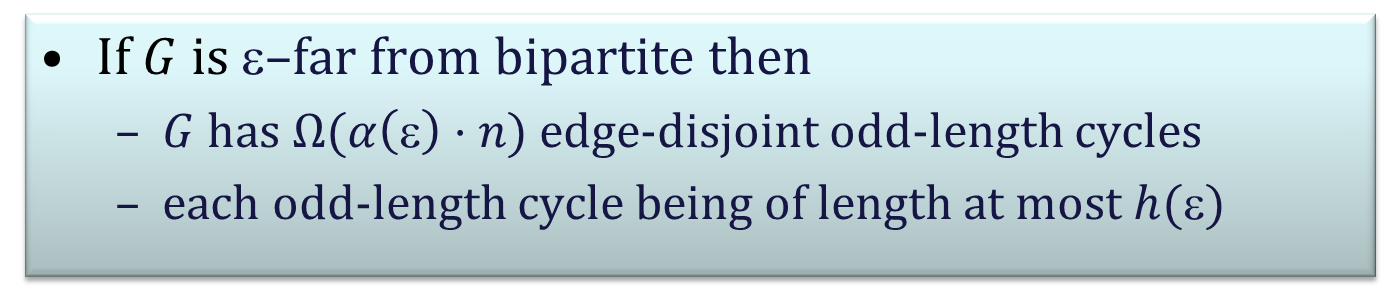 • If G is ε–far from bipartite then
– G has Ω(α(ε) · n) edge-disjoint odd-length cycles
– each odd-length cycle being of length at most h(ε)